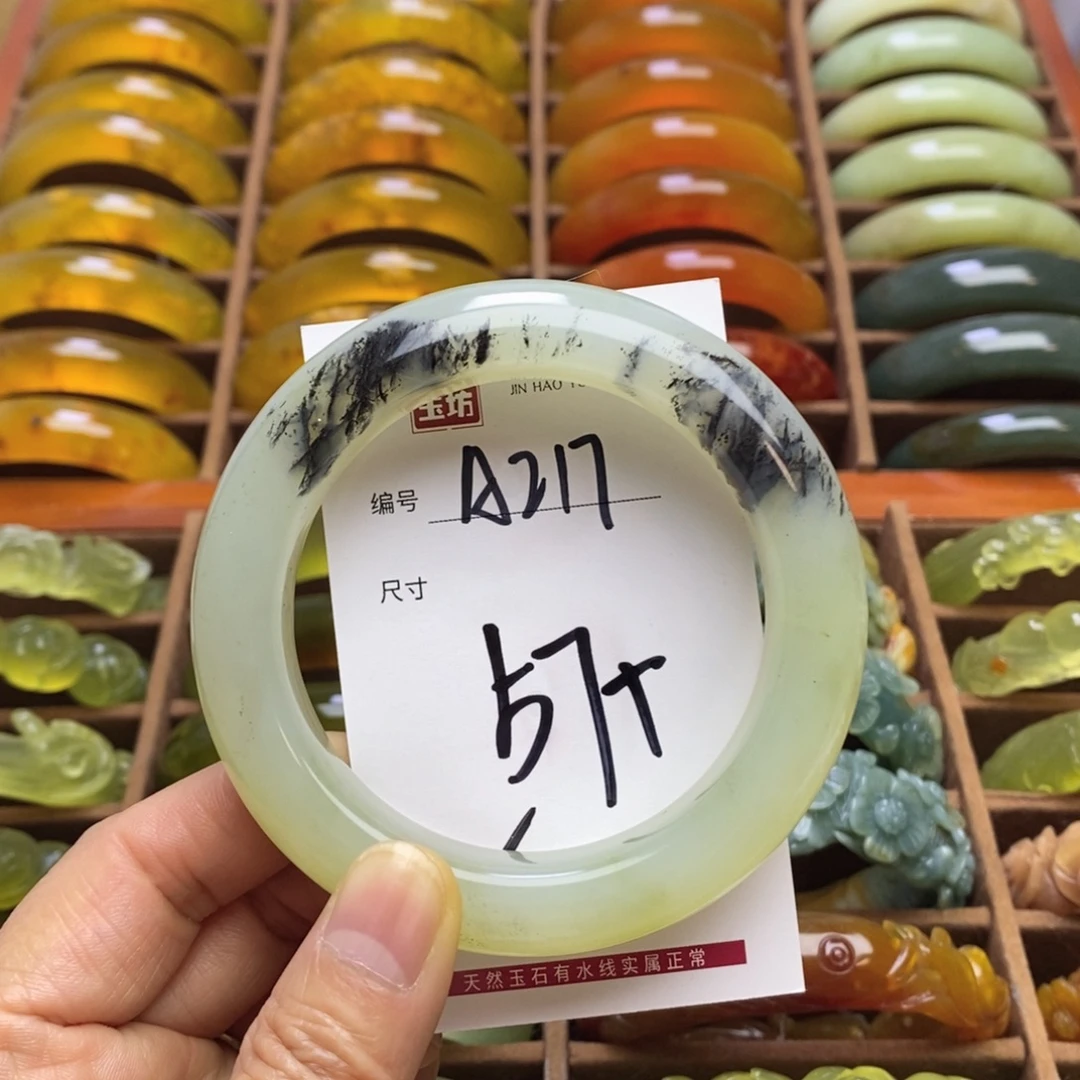 玉坊
JIN HAO YU
编号 A217
尺寸
57+
天然玉石有水线实属正常